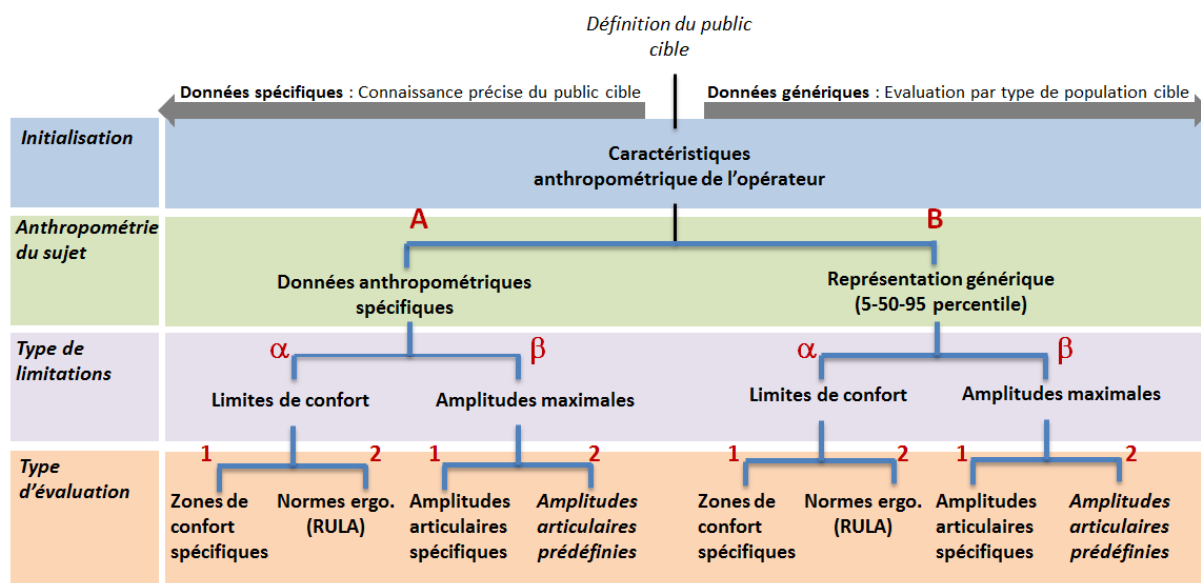 Définition du public
cible
Données spécifiques : Connaissance précise du public cible
Données génériques : Evaluation par type de population cible
Initialisation
Caractéristiques
anthropométrique de l'opérateur
Anthropométrie
du sujet
A
B
Données anthropométriques
spécifiques
Représentation générique
(5-50-95 percentile)
Type de
limitations
α
β
α
β
Limites de confort
Amplitudes maximales
Limites de confort
Amplitudes maximales
Type
d'évaluation
1
2
1
2
1
2
1
2
Zones de
confort
spécifiques
Normes ergo.
(RULA)
Amplitudes
articulaires
spécifiques
Amplitudes
articulaires
prédéfinies
Zones de
confort
spécifiques
Normes ergo.
(RULA)
Amplitudes
articulaires
spécifiques
Amplitudes
articulaires
prédéfinies